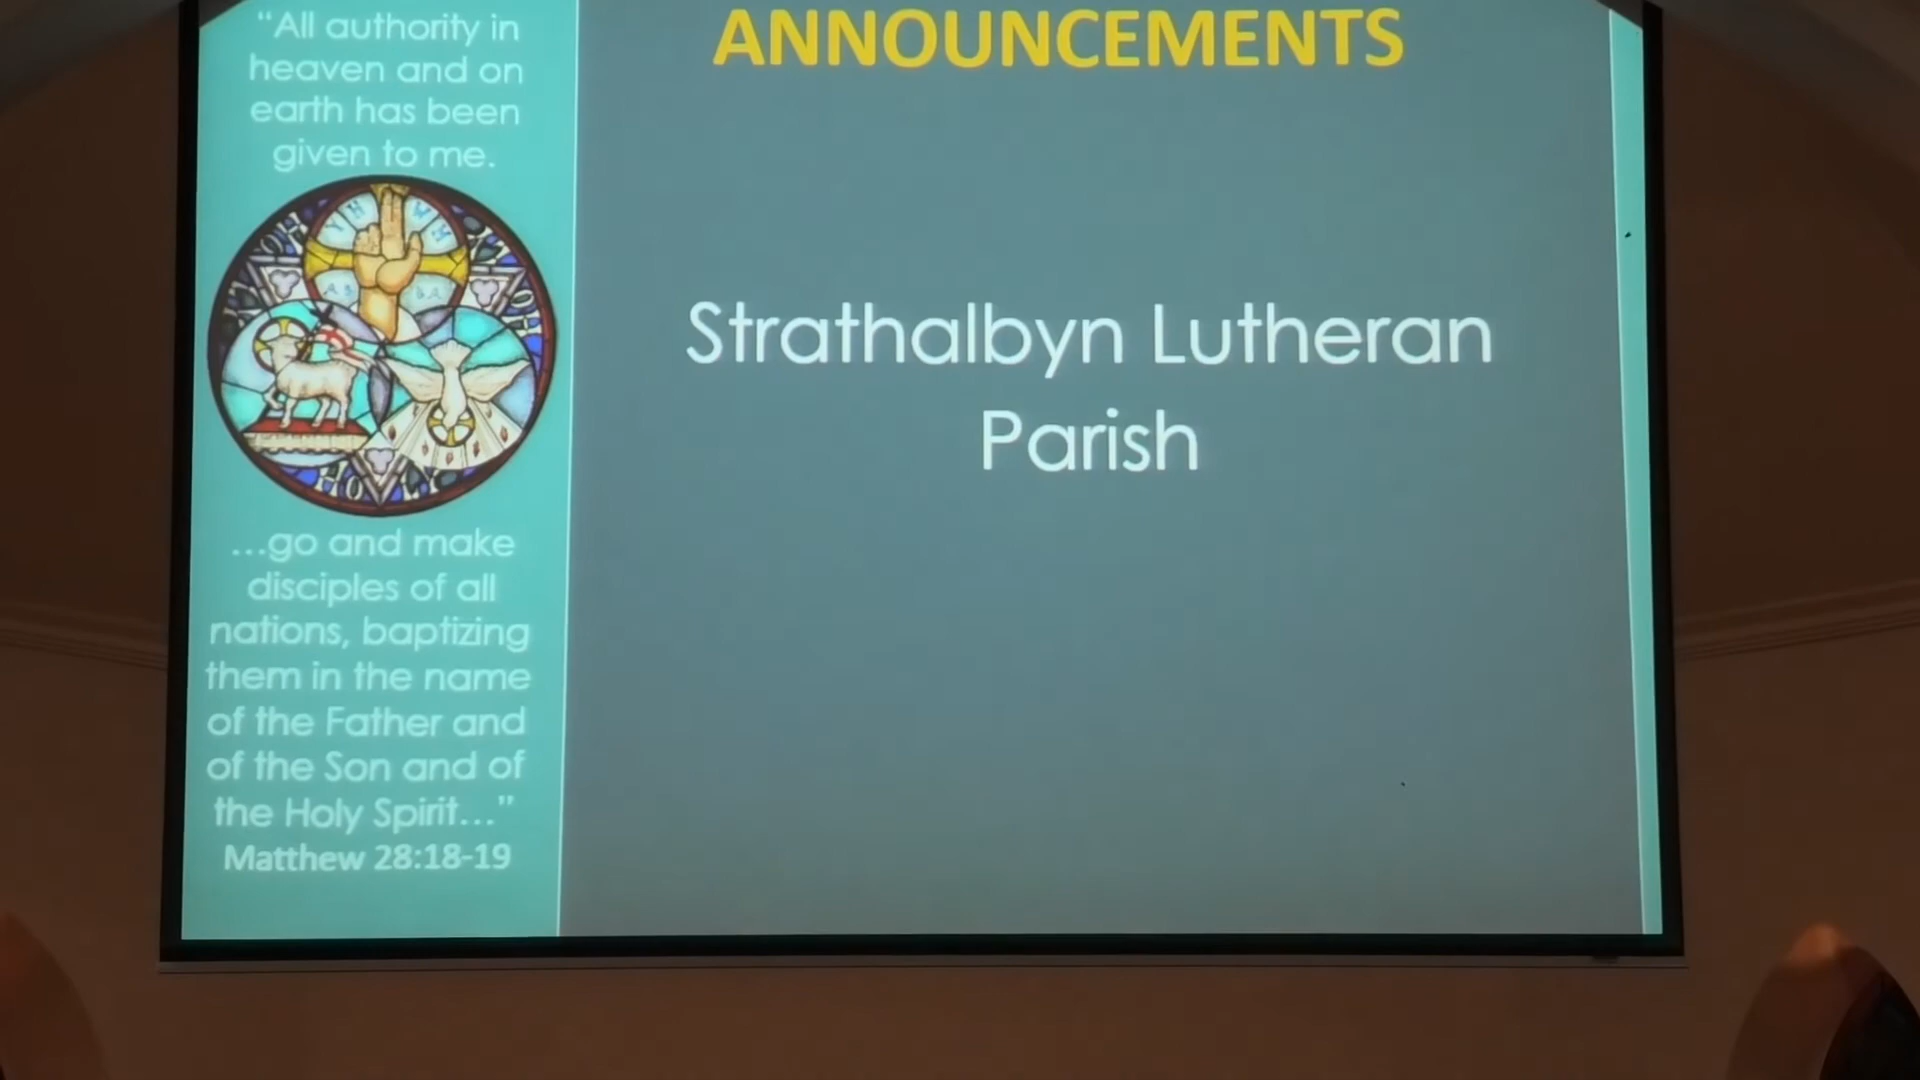 "All authority in
heaven and on
earth has been
given to me.
...go and make
disciples of all
nations, baptizing
them in the name
of the Father and
of the Son and of
the Holy Spirit..."
Matthew 28:18-19
ANNOUNCEMENTS
Strathalbyn Lutheran
Parish